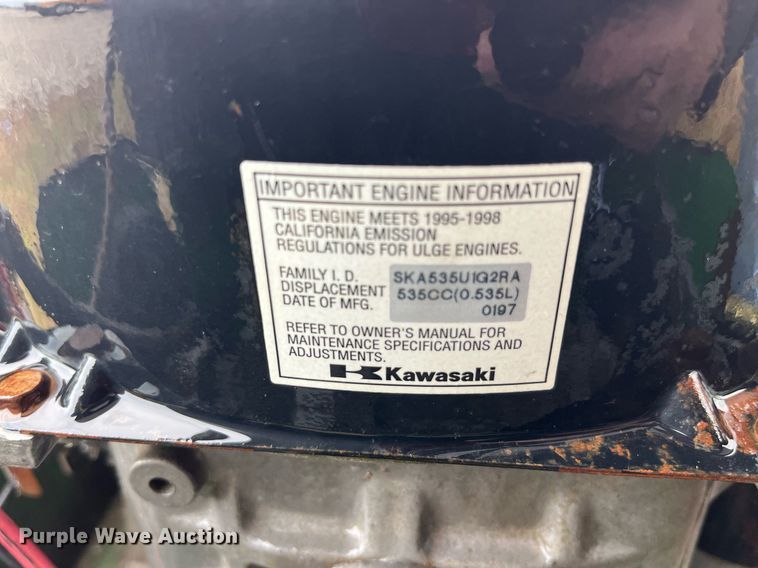 IMPORTANT ENGINE INFORMATION
THIS ENGINE MEETS 1995-1998
CALIFORNIA EMISSION
REGULATIONS FOR ULGE ENGINES.
FAMILY I. D. SKA535U1G2RA
DISPLACEMENT 535CC(0.535L)
DATE OF MFG. 0197
REFER TO OWNER'S MANUAL FOR
MAINTENANCE SPECIFICATIONS AND
ADJUSTMENTS.
Kawasaki
Purple Wave Auction